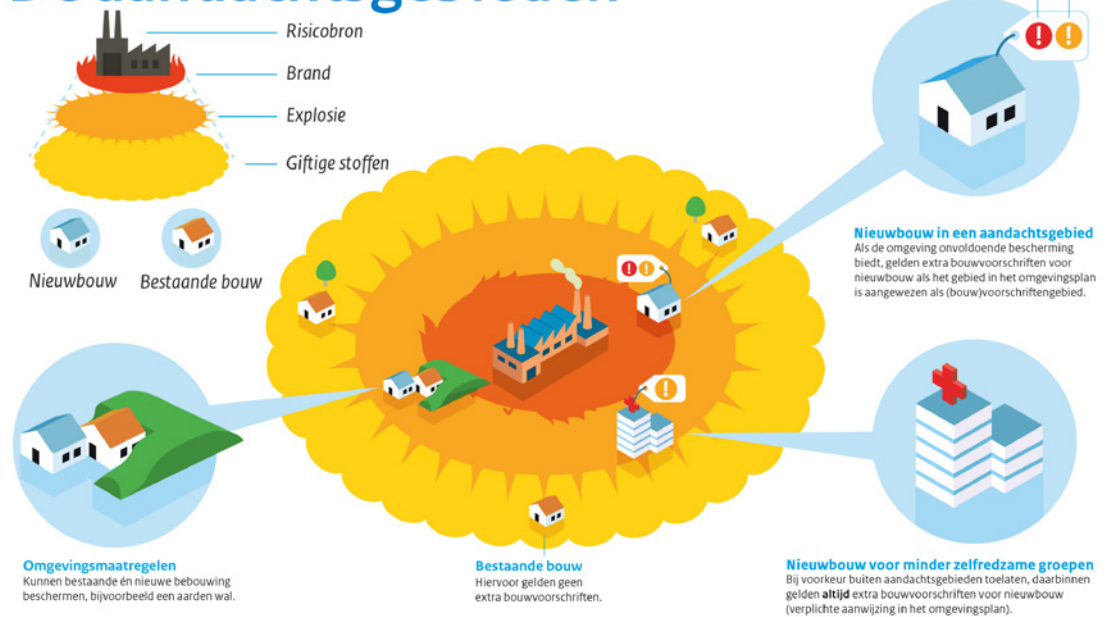 Risicobron
Brand
Explosie
Giftige stoffen
Nieuwbouw
Bestaande bouw
Nieuwbouw in een aandachtsgebied
Als de omgeving onvoldoende bescherming
biedt, gelden extra bouwvoorschriften voor
nieuwbouw als het gebied in het omgevingsplan
is aangewezen als (bouw)voorschriftengebied.
Omgevingsmaatregelen
Kunnen bestaande én nieuwe bebouwing
beschermen, bijvoorbeeld een aarden wal.
Bestaande bouw
Hiervoor gelden geen
extra bouwvoorschriften.
Nieuwbouw voor minder zelfredzame groepen
Bij voorkeur buiten aandachtsgebieden toelaten, daarbinnen
gelden altijd extra bouwvoorschriften voor nieuwbouw
(verplichte aanwijzing in het omgevingsplan).